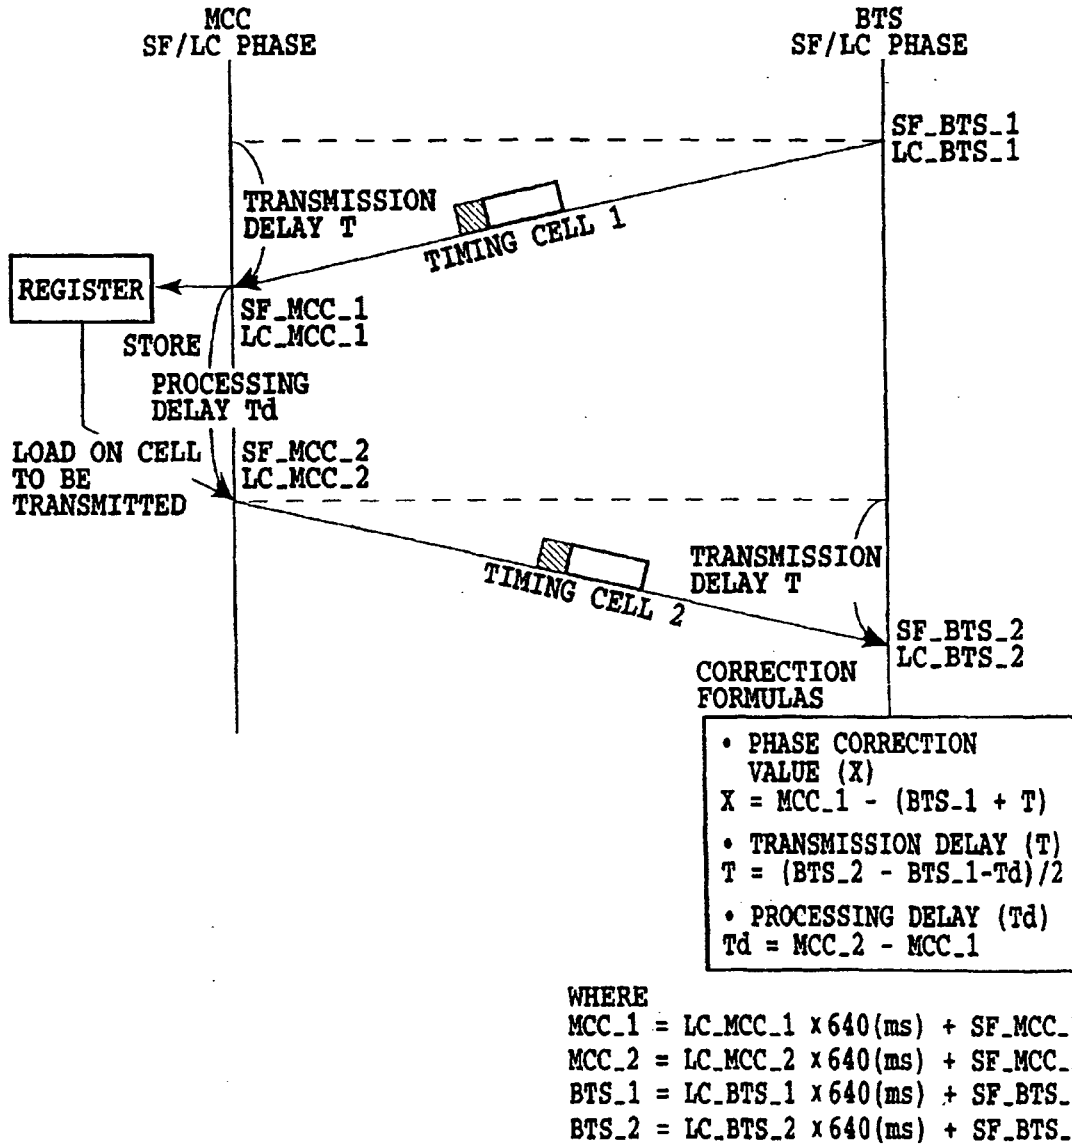 MCC
SF/LC PHASE
BTS
SF/LC PHASE
SF_BTS_1
LC_BTS_1
TRANSMISSION
DELAY T
TIMING CELL 1
REGISTER
SF_MCC_1
LC_MCC_1
STORE
PROCESSING
DELAY Td
LOAD ON CELL
TO BE
TRANSMITTED
SF_MCC_2
LC_MCC_2
TIMING CELL 2
TRANSMISSION
DELAY T
SF_BTS_2
LC_BTS_2
CORRECTION
FORMULAS
• PHASE CORRECTION
VALUE (X)
X = MCC_1 - (BTS_1 + T)
• TRANSMISSION DELAY (T)
T = (BTS_2 - BTS_1-Td)/2
• PROCESSING DELAY (Td)
Td = MCC_2 - MCC_1
WHERE
MCC_1 = LC_MCC_1 x 640(ms) + SF_MCC_
MCC_2 = LC_MCC_2 x 640(ms) + SF_MCC_
BTS_1 = LC_BTS_1 x 640(ms) + SF_BTS_
BTS_2 = LC_BTS_2 x 640(ms) + SF_BTS_